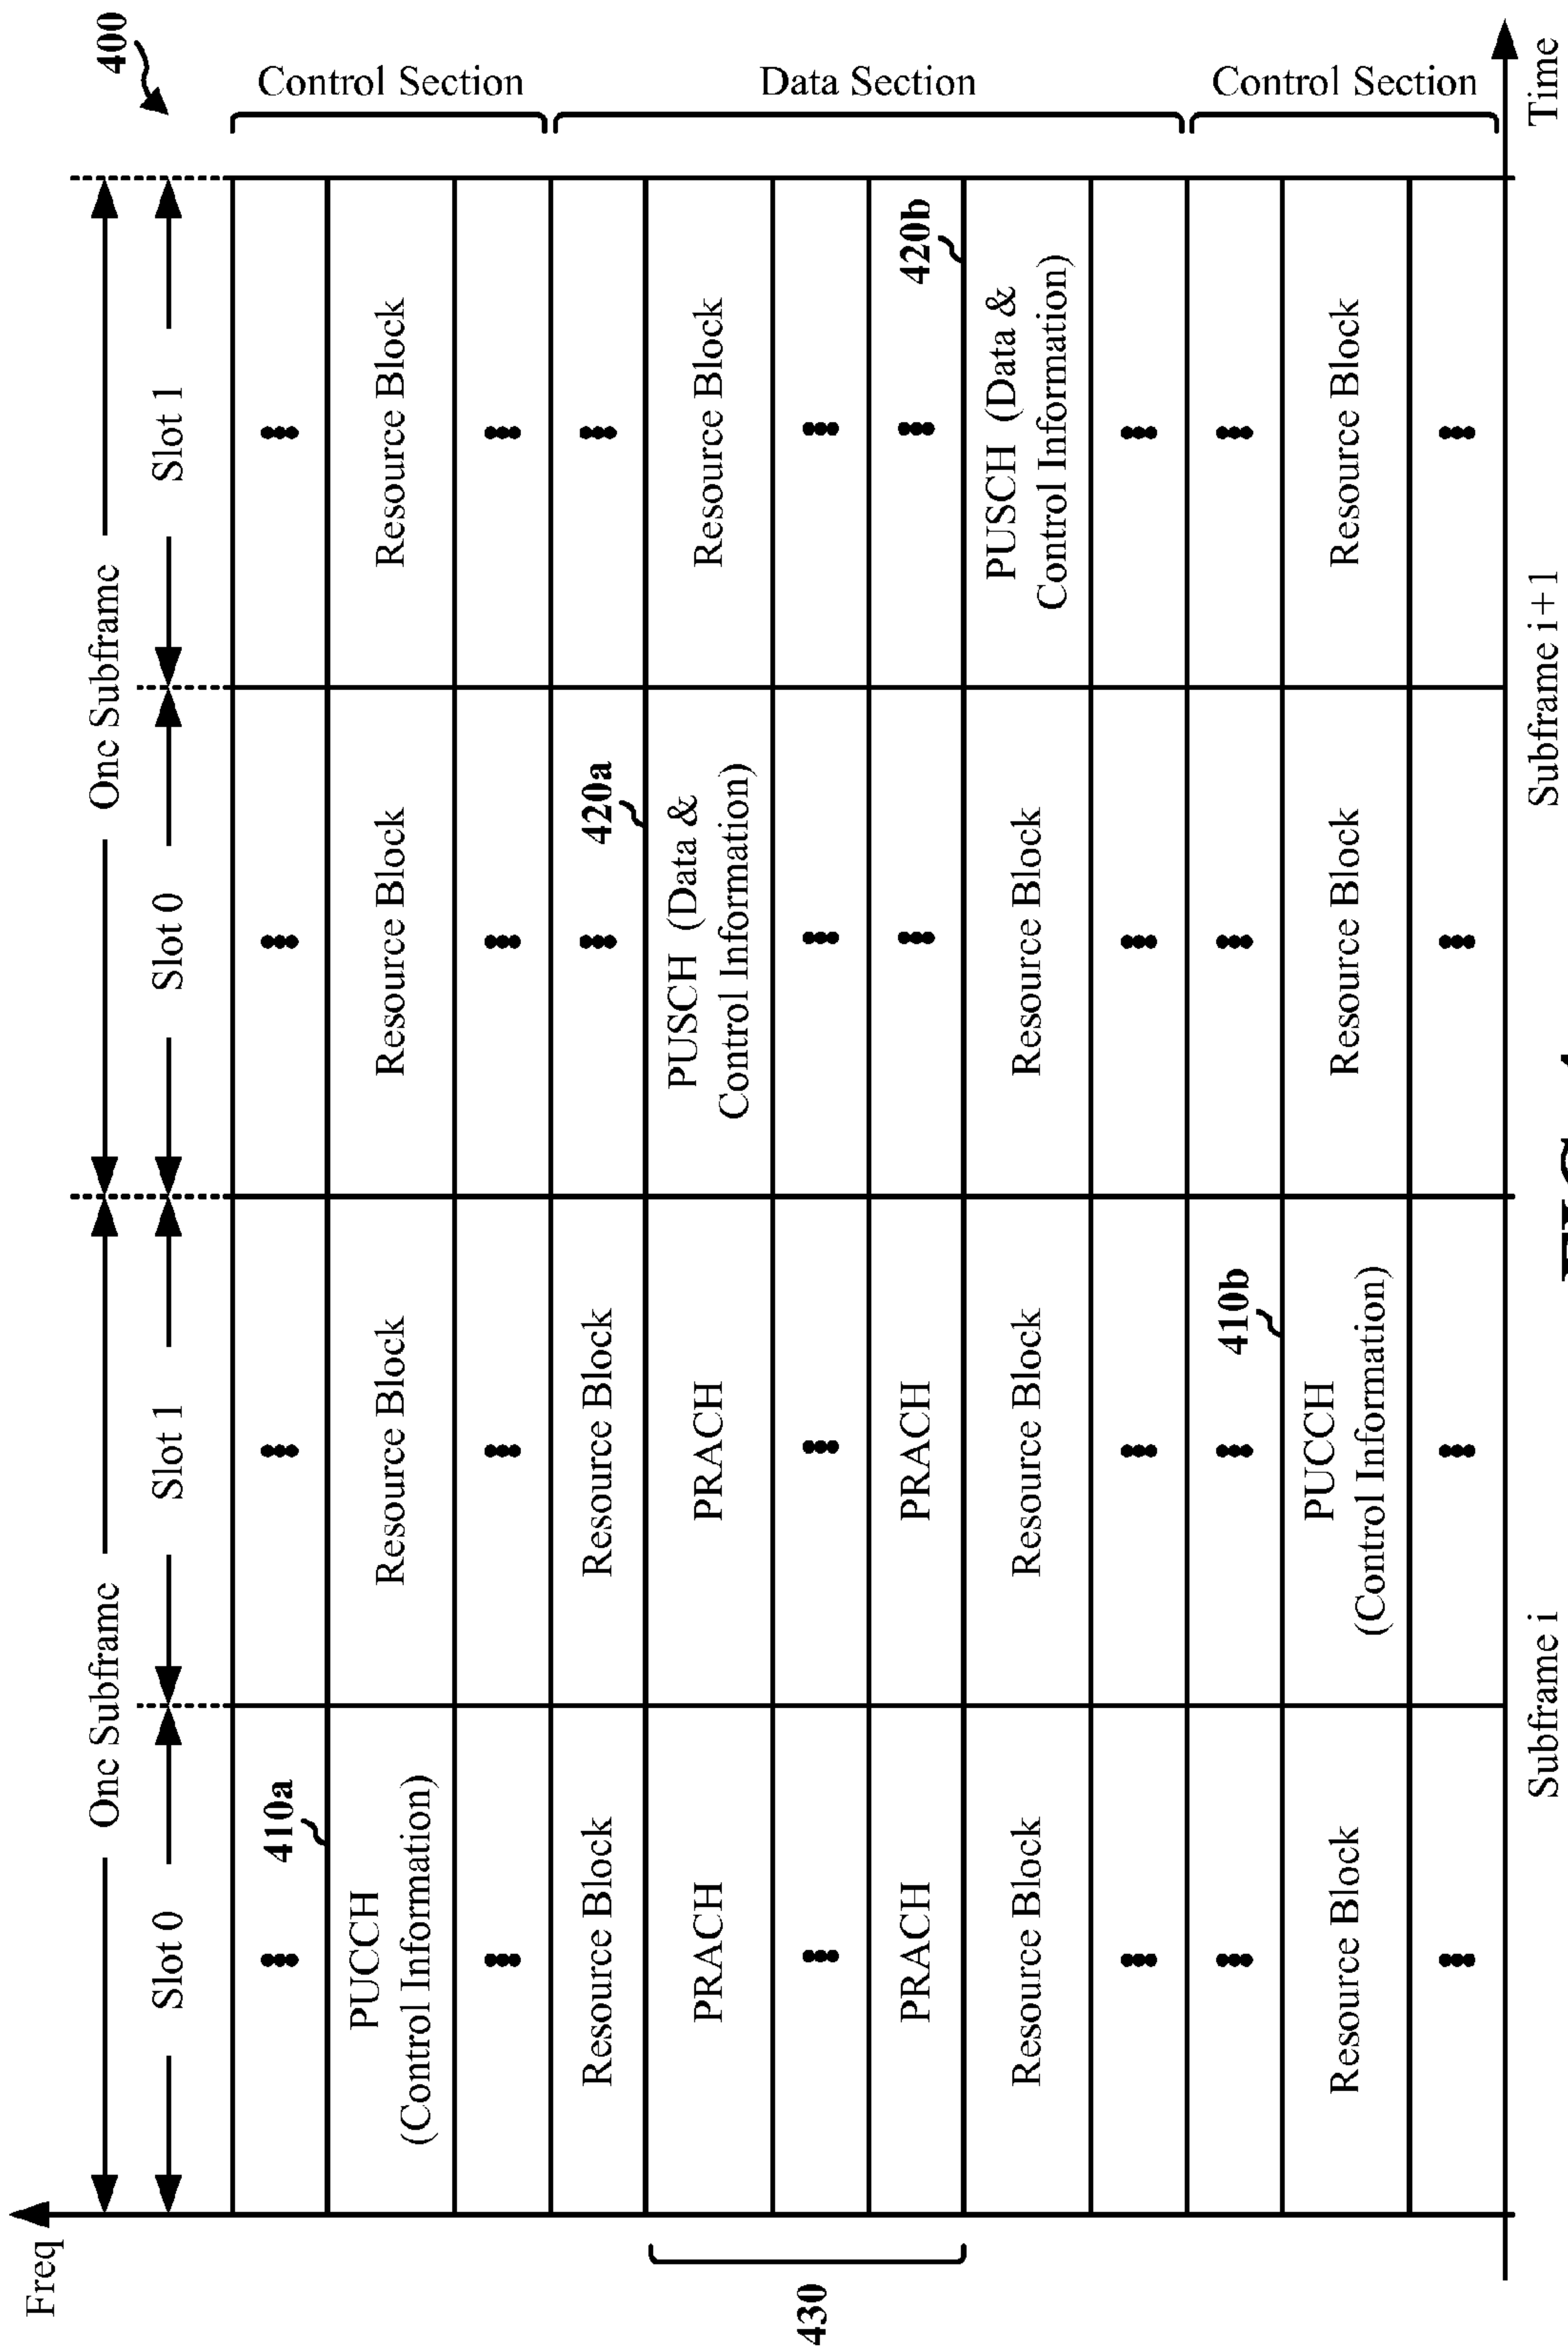 400
Freq
One Subframe
One Subframe
Slot 0
Slot 1
Slot 0
Slot 1
410a
PUCCH
(Control Information)
Resource Block
Resource Block
Resource Block
Control Section
420a
Resource Block
Resource Block
430
PRACH
PRACH
PUSCH (Data &
Control Information)
Resource Block
Data Section
PRACH
PRACH
420b
Resource Block
Resource Block
Resource Block
PUSCH (Data &
Control Information)
410b
Resource Block
PUCCH
(Control Information)
Resource Block
Resource Block
Control Section
Subframe i
Subframe i+1
Time